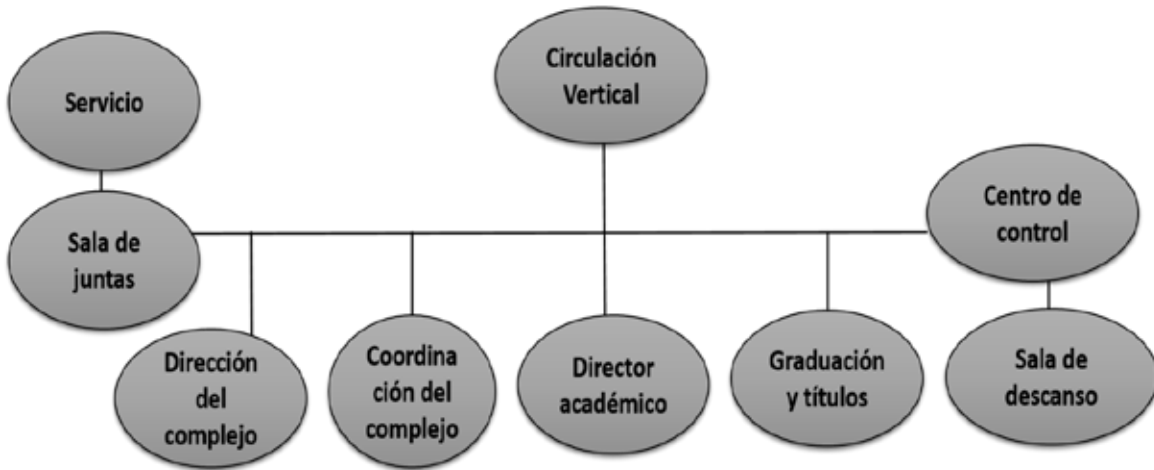 Servicio
Circulación
Vertical
Sala de
juntas
Centro de
control
Dirección
del
complejo
Coordina
ción del
complejo
Director
académico
Graduación
y títulos
Sala de
descanso